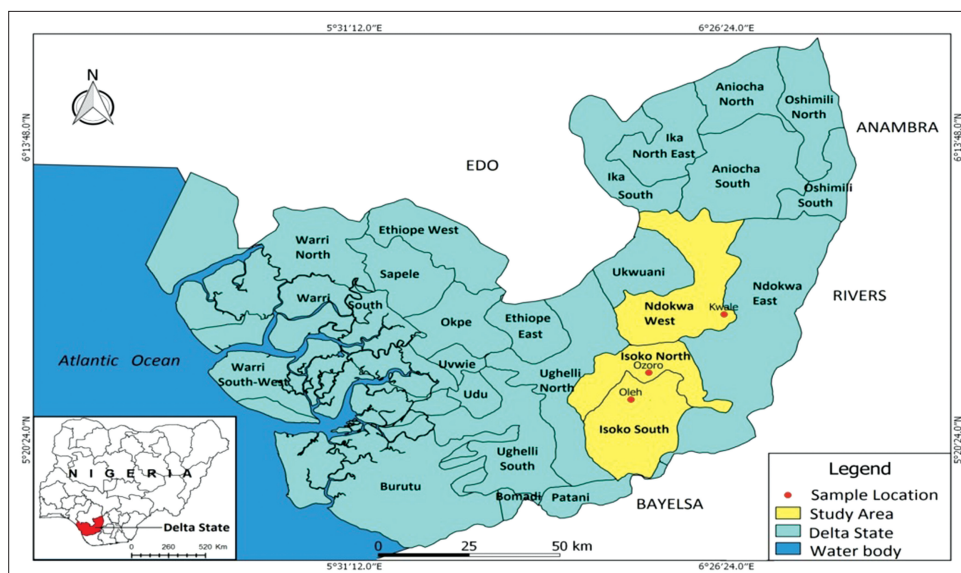 5°31'12.0"E
6°26'24.0"E
N
6°13'48.0"N
6°13'48.0"N
Aniocha
North
Oshimili
North
ANAMBRA
Ika
North East
EDO
Ika
South
Aniocha
South
Oshimili
South
Ethiope West
Warri
North
Sapele
Ukwuani
Ndokwa
East
RIVERS
Warri
South
Ndokwa
West
Kwale
Okpe
Ethiope
East
Atlantic Ocean
Isoko North
Ozoro
Uvwie
Ughelli
North
Warri
South-West
Udu
Oleh
Isoko South
5°20'24.0"N
5°20'24.0"N
Ughelli
South
Burutu
Bomadi
Patani
BAYELSA
NIGERIA
Delta State
0 260 520 Km
0 25 50 km
Legend
Sample Location
Study Area
Delta State
Water body
5°31'12.0"E
6°26'24.0"E